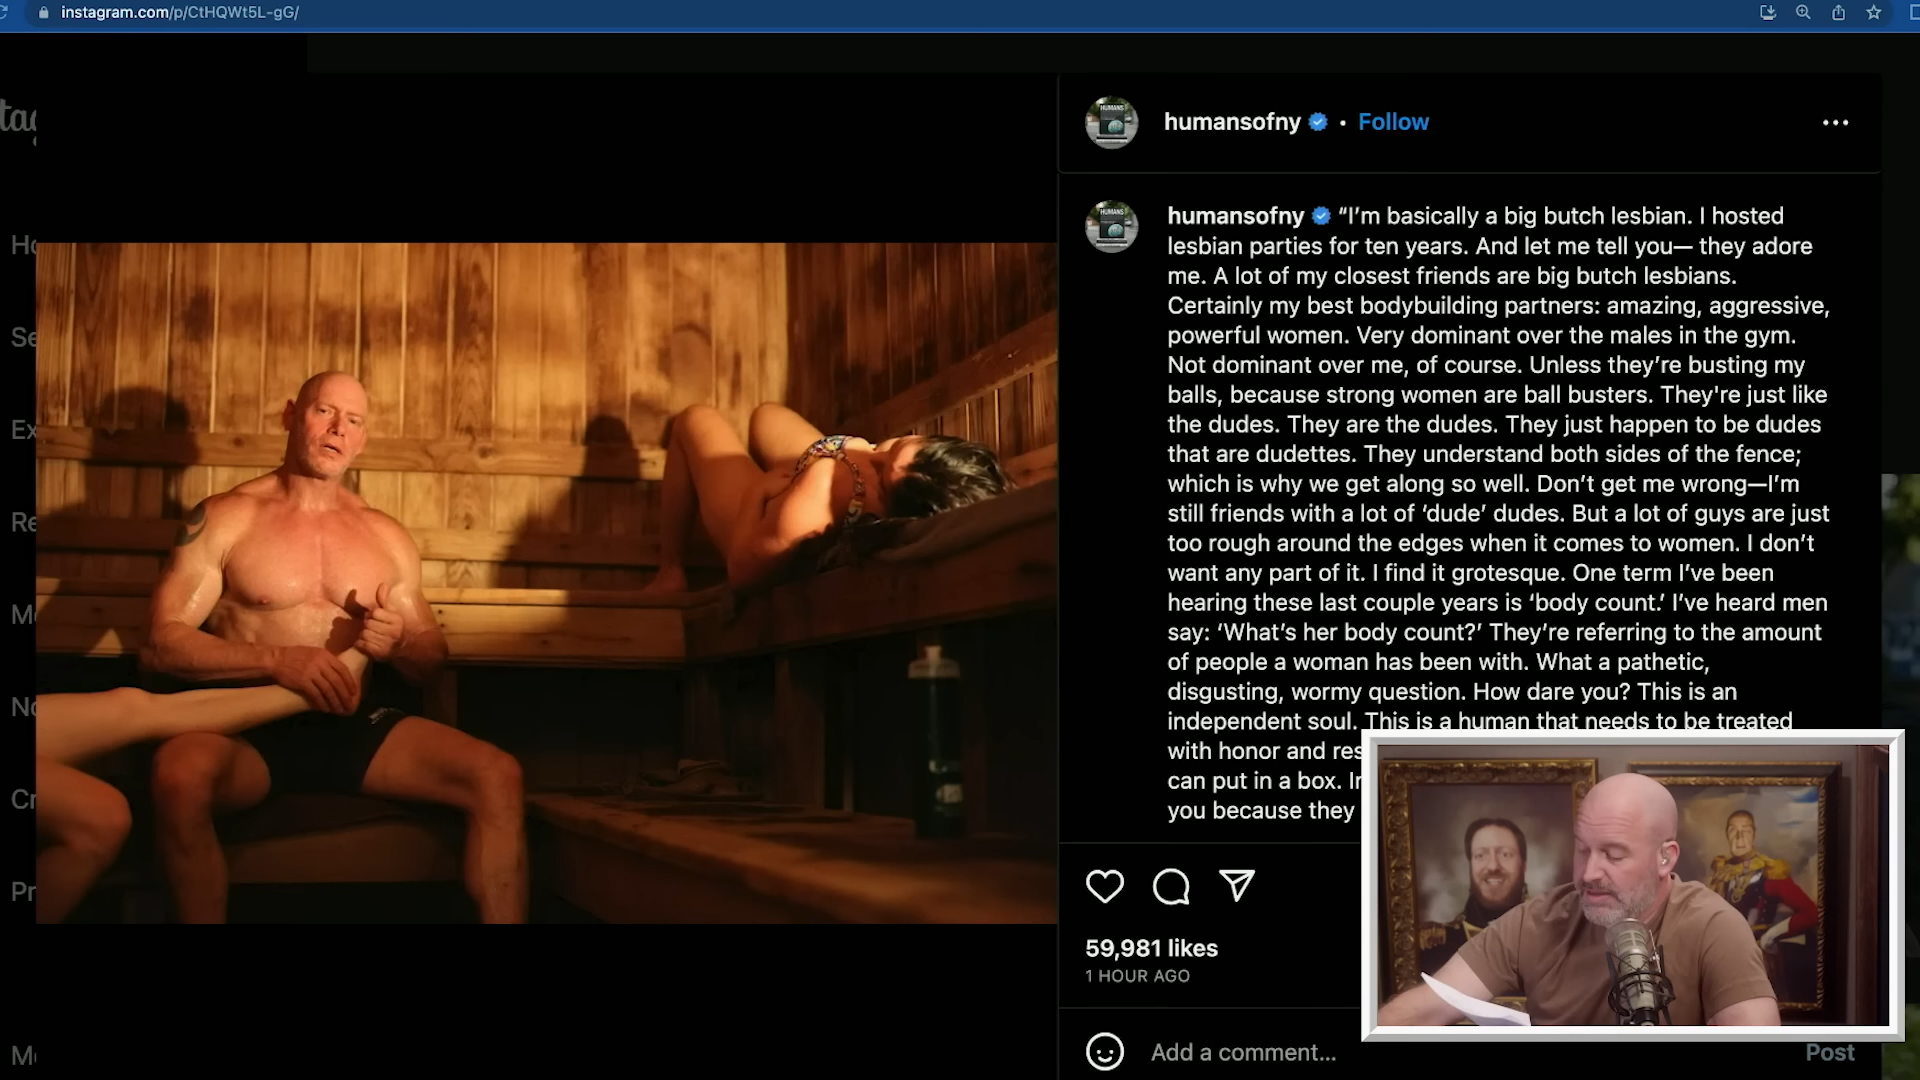 instagram.com/p/CtHQWt5L-gG/
humansofny • Follow
humansofny “I’m basically a big butch lesbian. I hosted
lesbian parties for ten years. And let me tell you— they adore
me. A lot of my closest friends are big butch lesbians.
Certainly my best bodybuilding partners: amazing, aggressive,
powerful women. Very dominant over the males in the gym.
Not dominant over me, of course. Unless they’re busting my
balls, because strong women are ball busters. They're just like
the dudes. They are the dudes. They just happen to be dudes
that are dudettes. They understand both sides of the fence;
which is why we get along so well. Don’t get me wrong—I’m
still friends with a lot of ‘dude’ dudes. But a lot of guys are just
too rough around the edges when it comes to women. I don’t
want any part of it. I find it grotesque. One term I’ve been
hearing these last couple years is ‘body count.’ I’ve heard men
say: ‘What’s her body count?’ They’re referring to the amount
of people a woman has been with. What a pathetic,
disgusting, wormy question. How dare you? This is an
independent soul. This is a human that needs to be treated
with honor and res
can put in a box. I
you because they
59,981 likes
1 HOUR AGO
Add a comment...
Post